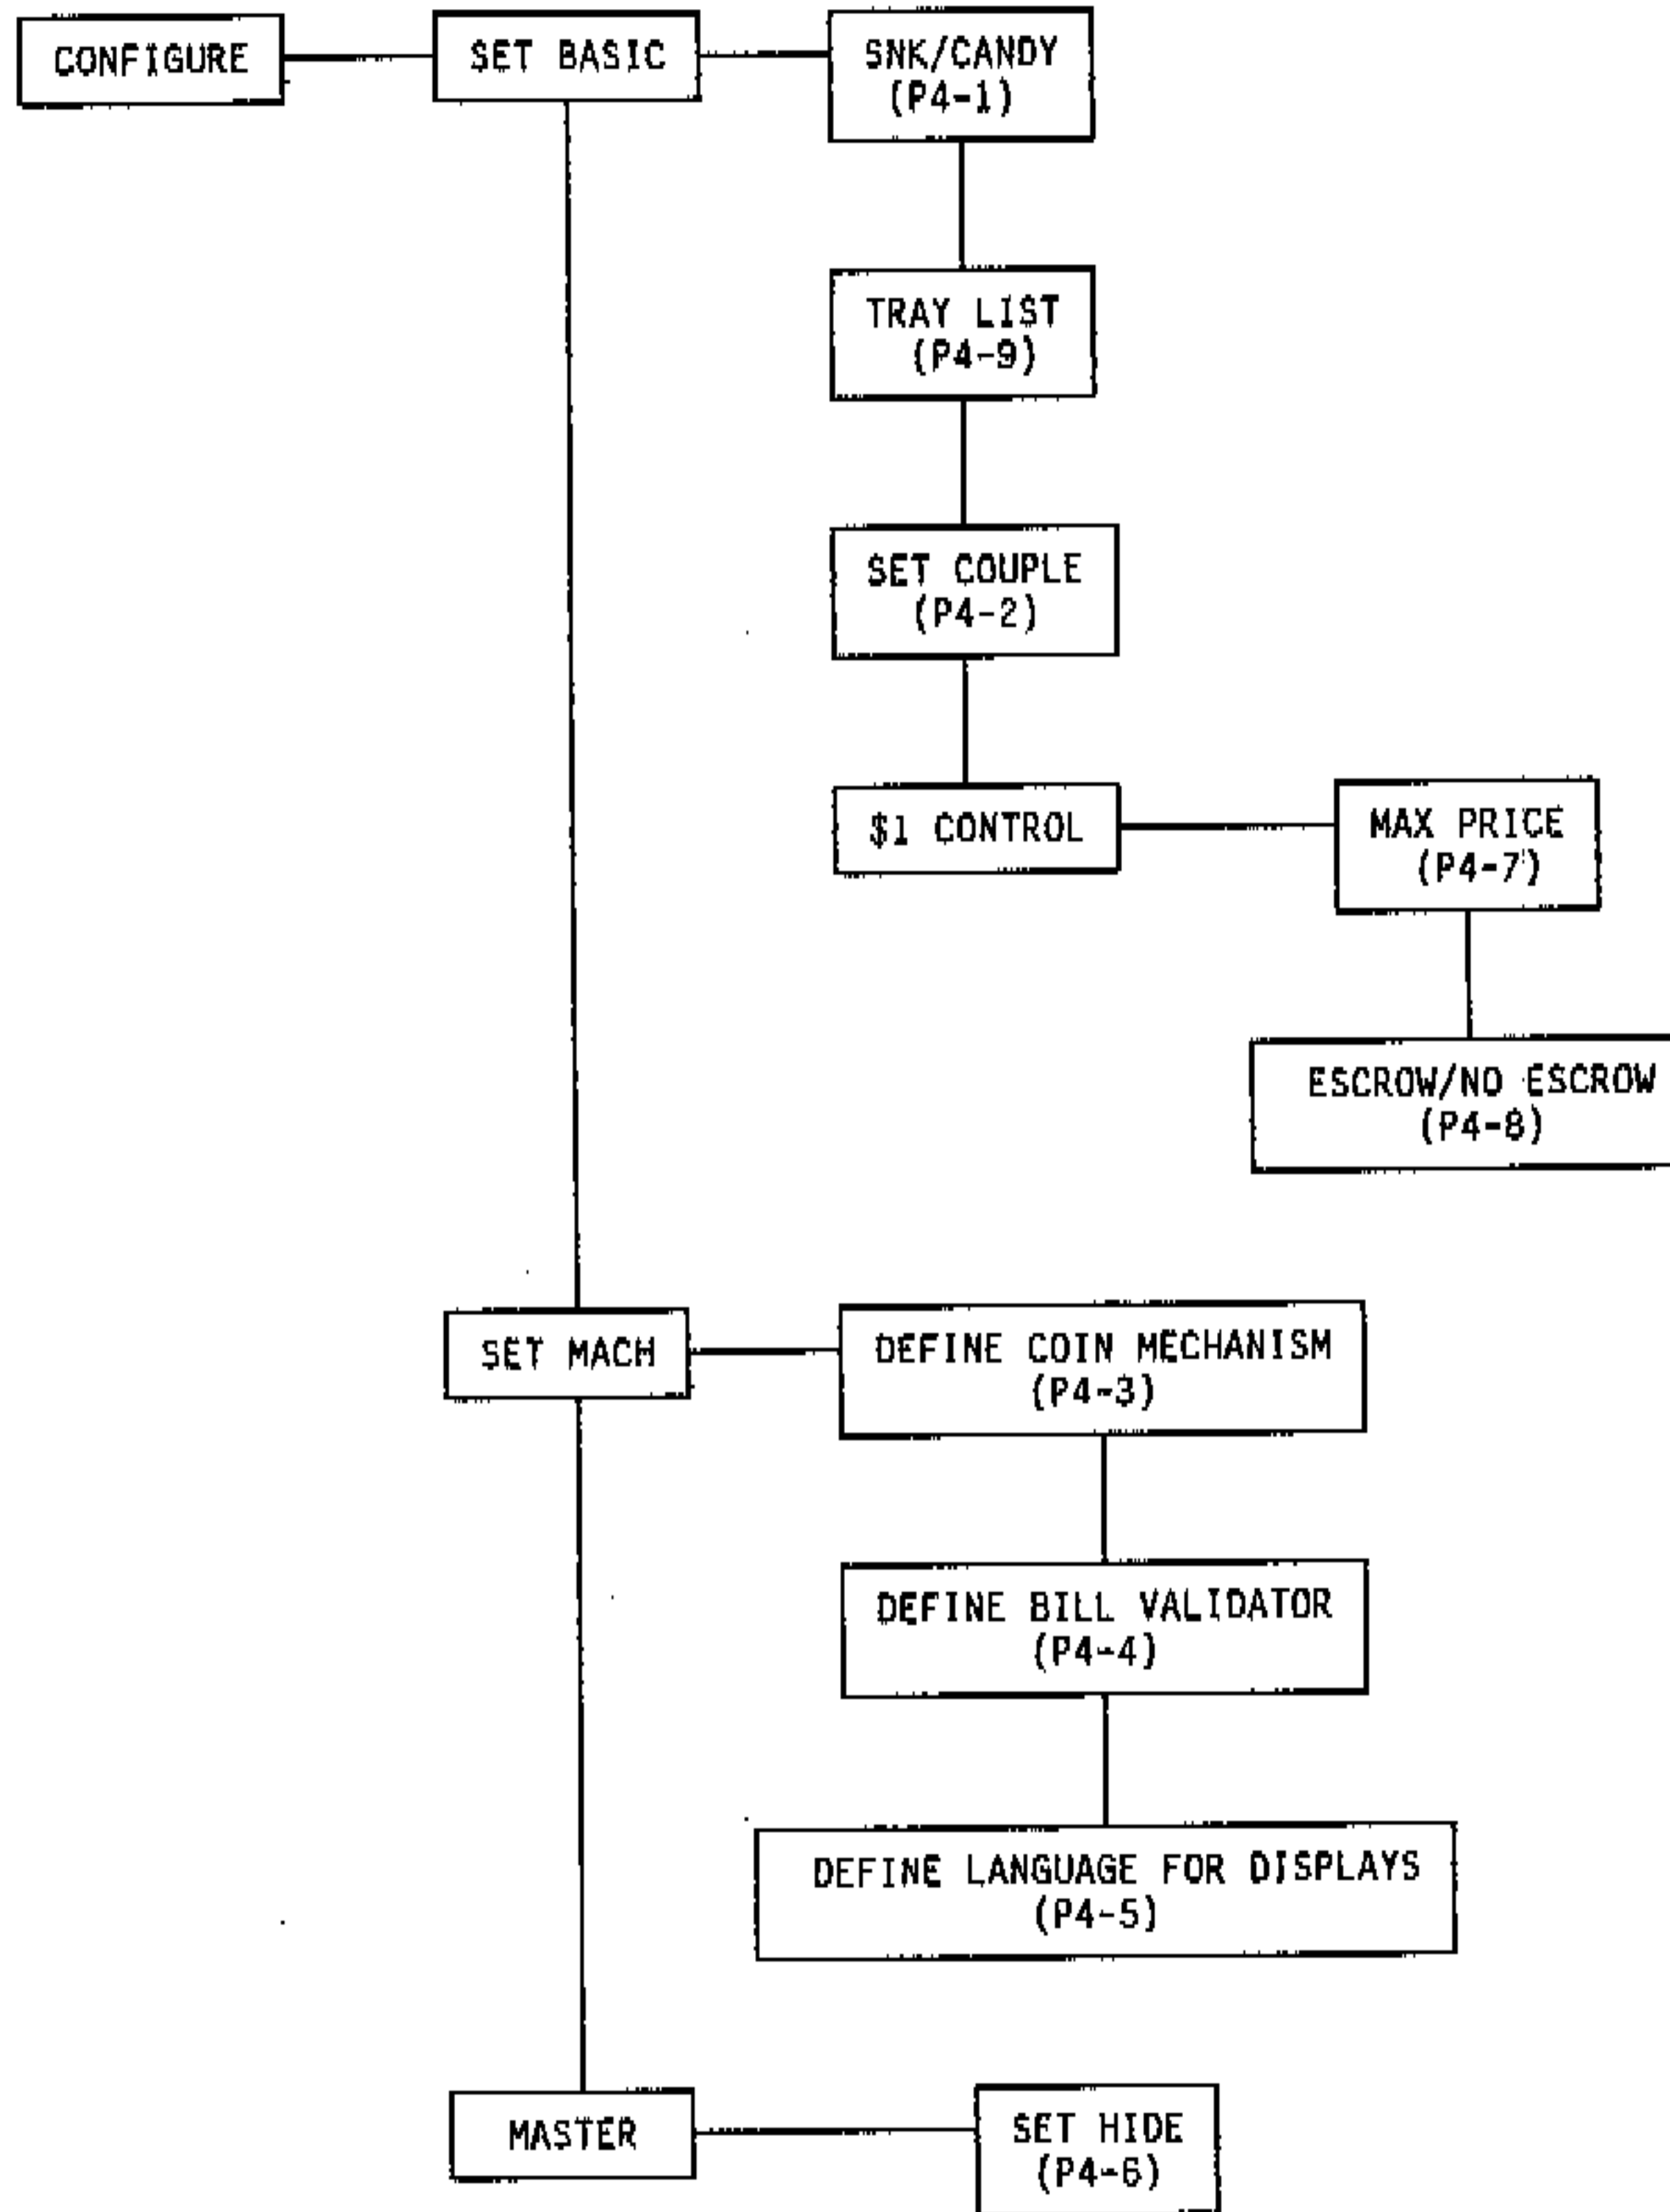 CONFIGURE
SET BASIC
SNK/CANDY
(P4-1)
TRAY LIST
(P4-9)
SET COUPLE
(P4-2)
$1 CONTROL
MAX PRICE
(P4-7)
ESCROW/NO ESCROW
(P4-8)
SET MACH
DEFINE COIN MECHANISM
(P4-3)
DEFINE BILL VALIDATOR
(P4-4)
DEFINE LANGUAGE FOR DISPLAYS
(P4-5)
MASTER
SET HIDE
(P4-6)